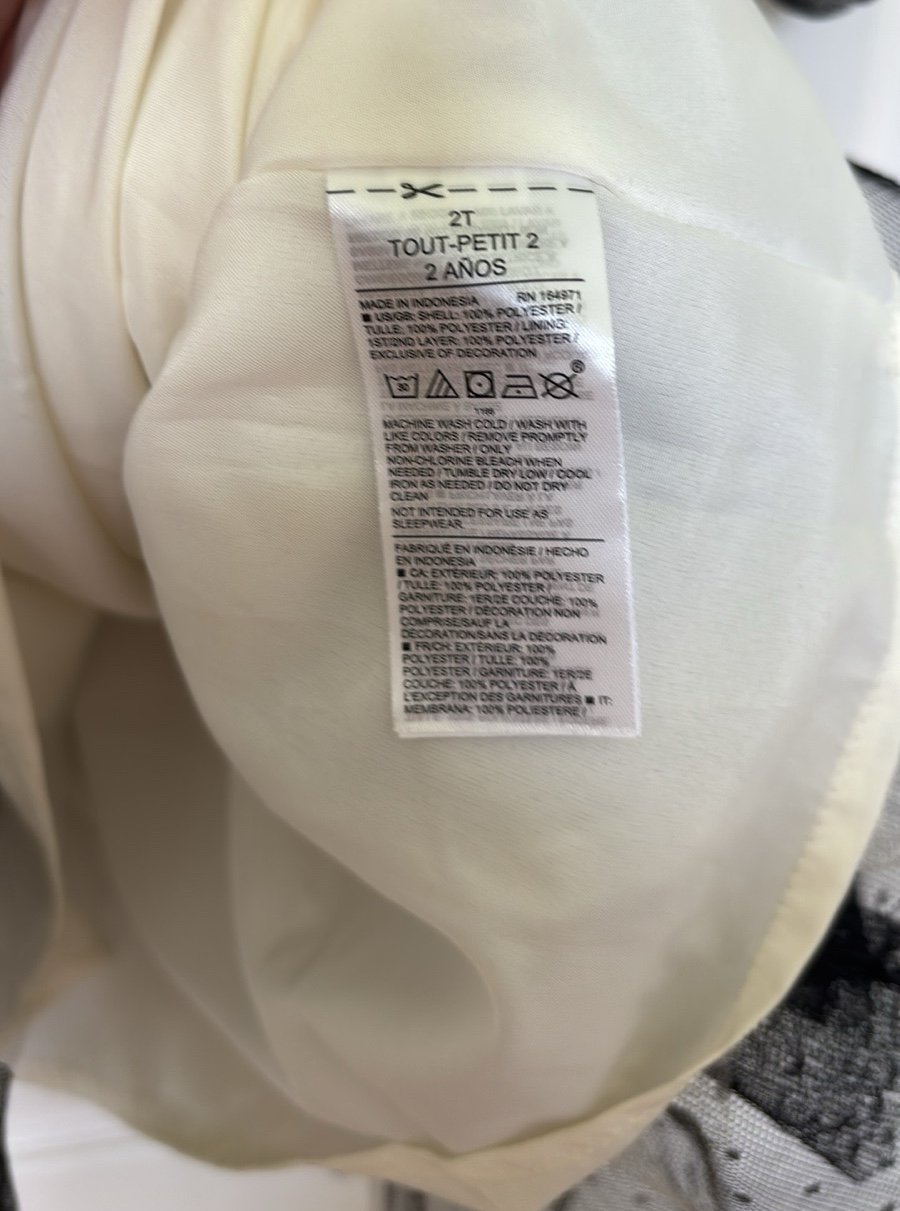 2T
TOUT-PETIT 2
2 AÑOS
MADE IN INDONESIA RN 164971
■ US/GB: SHELL: 100% POLYESTER /
TULLE: 100% POLYESTER / LINING:
1ST/2ND LAYER: 100% POLYESTER /
EXCLUSIVE OF DECORATION
30
®
1166
MACHINE WASH COLD / WASH WITH
LIKE COLORS / REMOVE PROMPTLY
FROM WASHER / ONLY
NON-CHLORINE BLEACH WHEN
NEEDED / TUMBLE DRY LOW / COOL
IRON AS NEEDED / DO NOT DRY
CLEAN
NOT INTENDED FOR USE AS
SLEEPWEAR.
FABRIQUÉ EN INDONÉSIE / HECHO
EN INDONESIA
■ CA: EXTÉRIEUR: 100% POLYESTER
/ TULLE: 100% POLYESTER /
GARNITURE: 1ER/DE COUCHE: 100%
POLYESTER / DÉCORATION NON
COMPRISE/SAUF LA
DÉCORATION/SANS LA DÉCORATION
■ FR/CH: EXTÉRIEUR: 100%
POLYESTER / TULLE: 100%
POLYESTER / GARNITURE: 1ER/DE
COUCHE: 100% POLYESTER / À
L'EXCEPTION DES GARNITURES ■ IT:
MEMBRANA: 100% POLIESTERE /